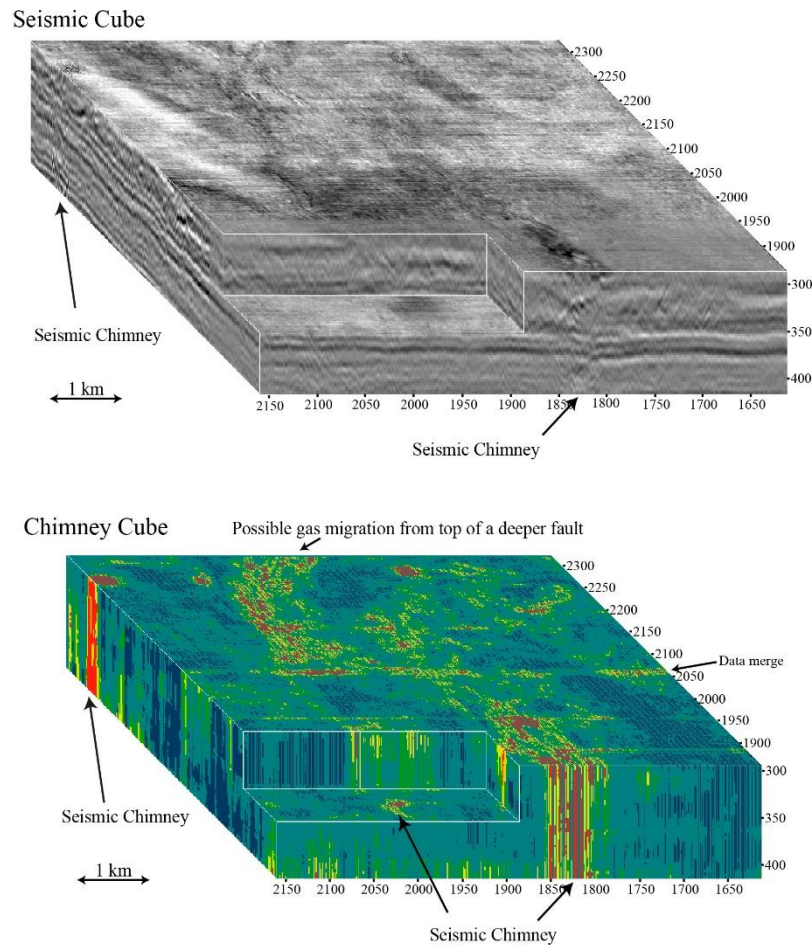 Seismic Cube
2300
2250
2200
2150
2100
2050
2000
1950
1900
300
350
400
Seismic Chimney
1 km
2150 2100 2050 2000 1950 1900 1850 1800 1750 1700 1650
Seismic Chimney
Chimney Cube
Possible gas migration from top of a deeper fault
2300
2250
2200
2150
2100
Data merge
2050
2000
1950
1900
300
350
400
Seismic Chimney
1 km
2150 2100 2050 2000 1950 1900 1850 1800 1750 1700 1650
Seismic Chimney